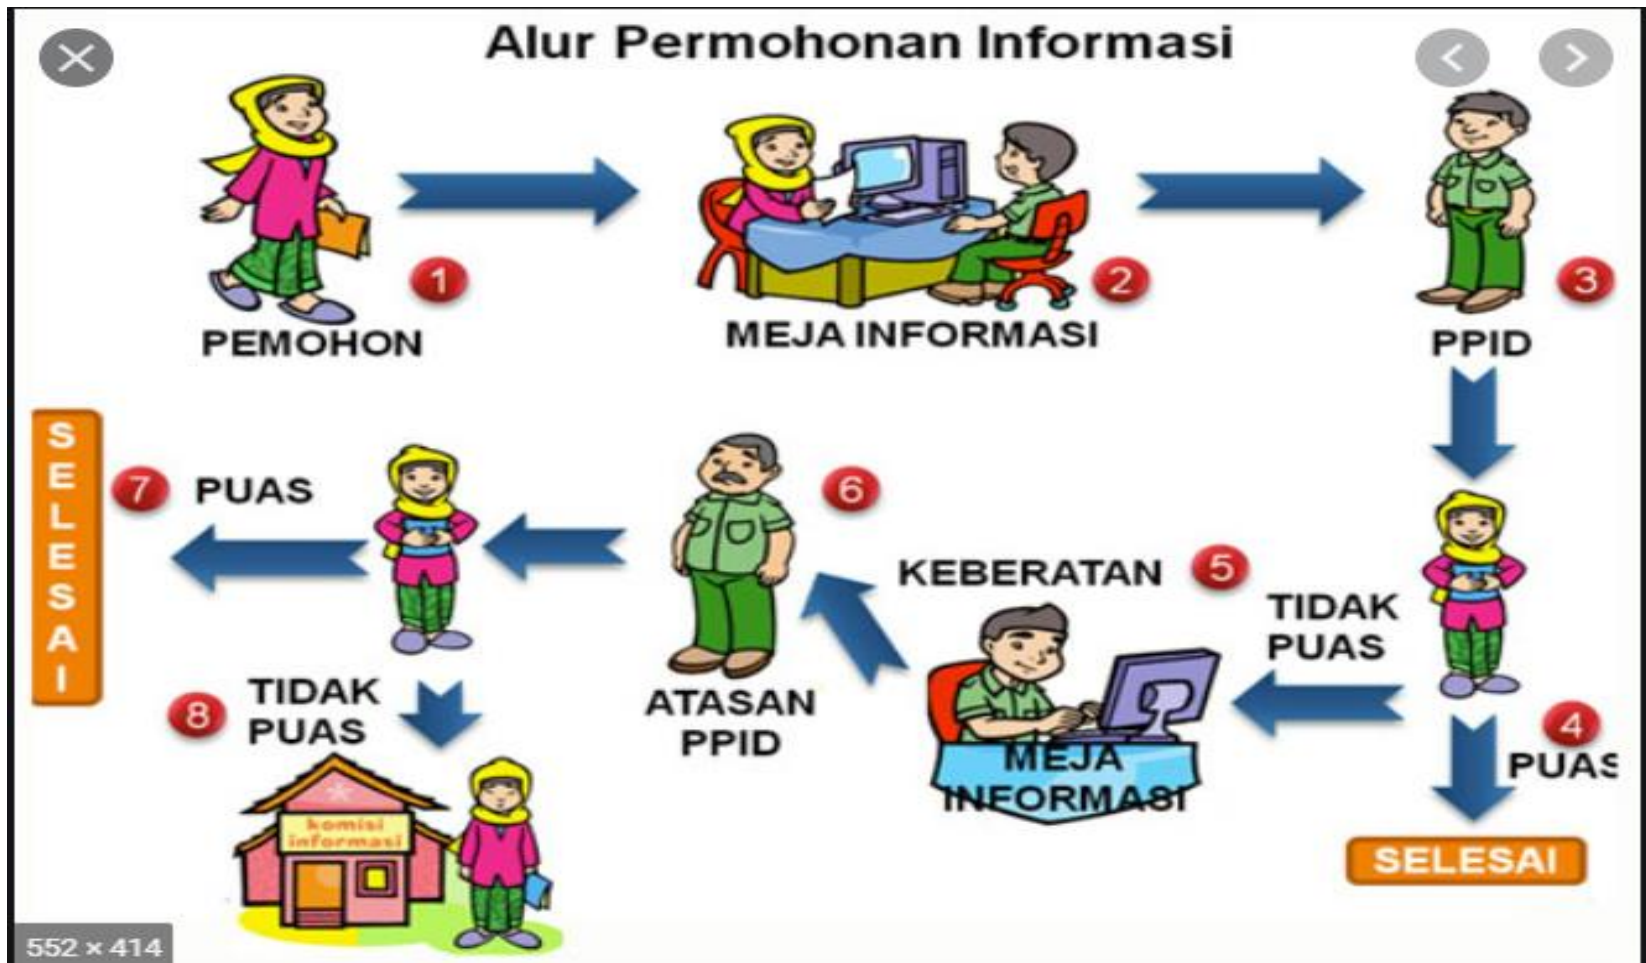 Alur Permohonan Informasi
1
PEMOHON
2
MEJA INFORMASI
3
PPID
SELESAI
7
PUAS
6
KEBERATAN
5
TIDAK
PUAS
4
PUAS
SELESAI
ATASAN
PPID
MEJA
INFORMASI
8
TIDAK
PUAS
komisi
informasi
552 × 414